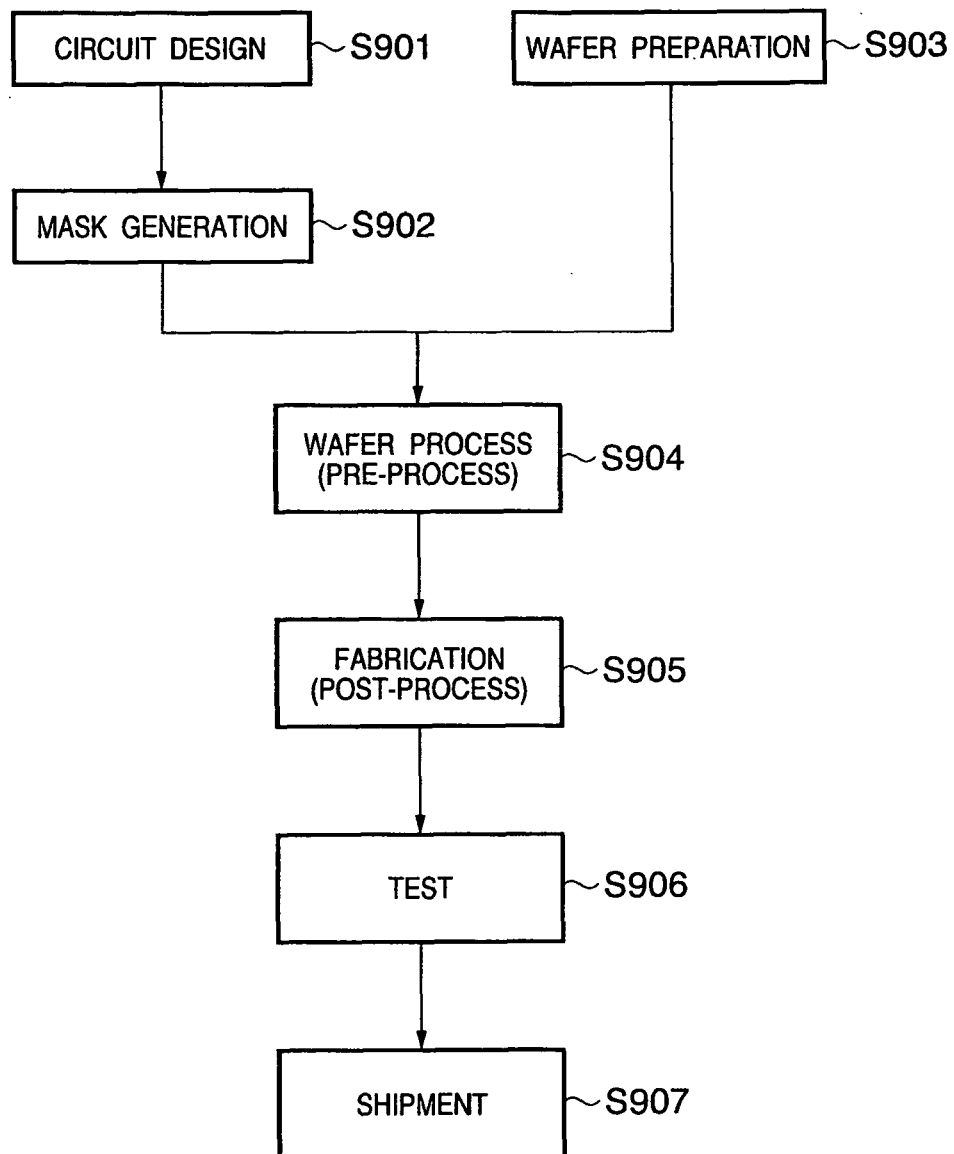 CIRCUIT DESIGN
S901
WAFER PREPARATION
S903
MASK GENERATION
S902
WAFER PROCESS
(PRE-PROCESS)
S904
FABRICATION
(POST-PROCESS)
S905
TEST
S906
SHIPMENT
S907